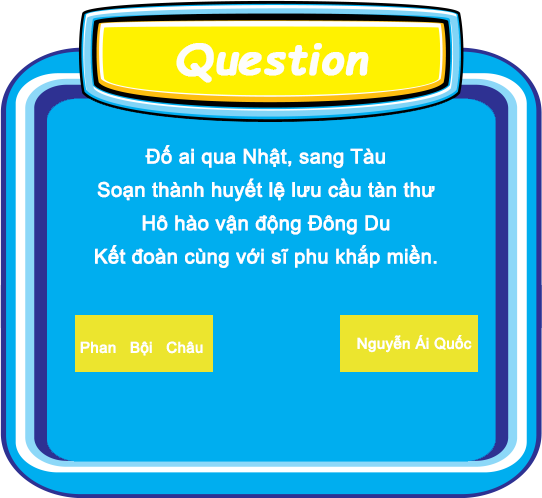 Question
Đố ai qua Nhật, sang Tàu
Soạn thành huyết lệ lưu cầu tàn thư
Hô hào vận động Đông Du
Kết đoàn cùng với sĩ phu khắp miền.
Phan Bội Châu
Nguyễn Ái Quốc